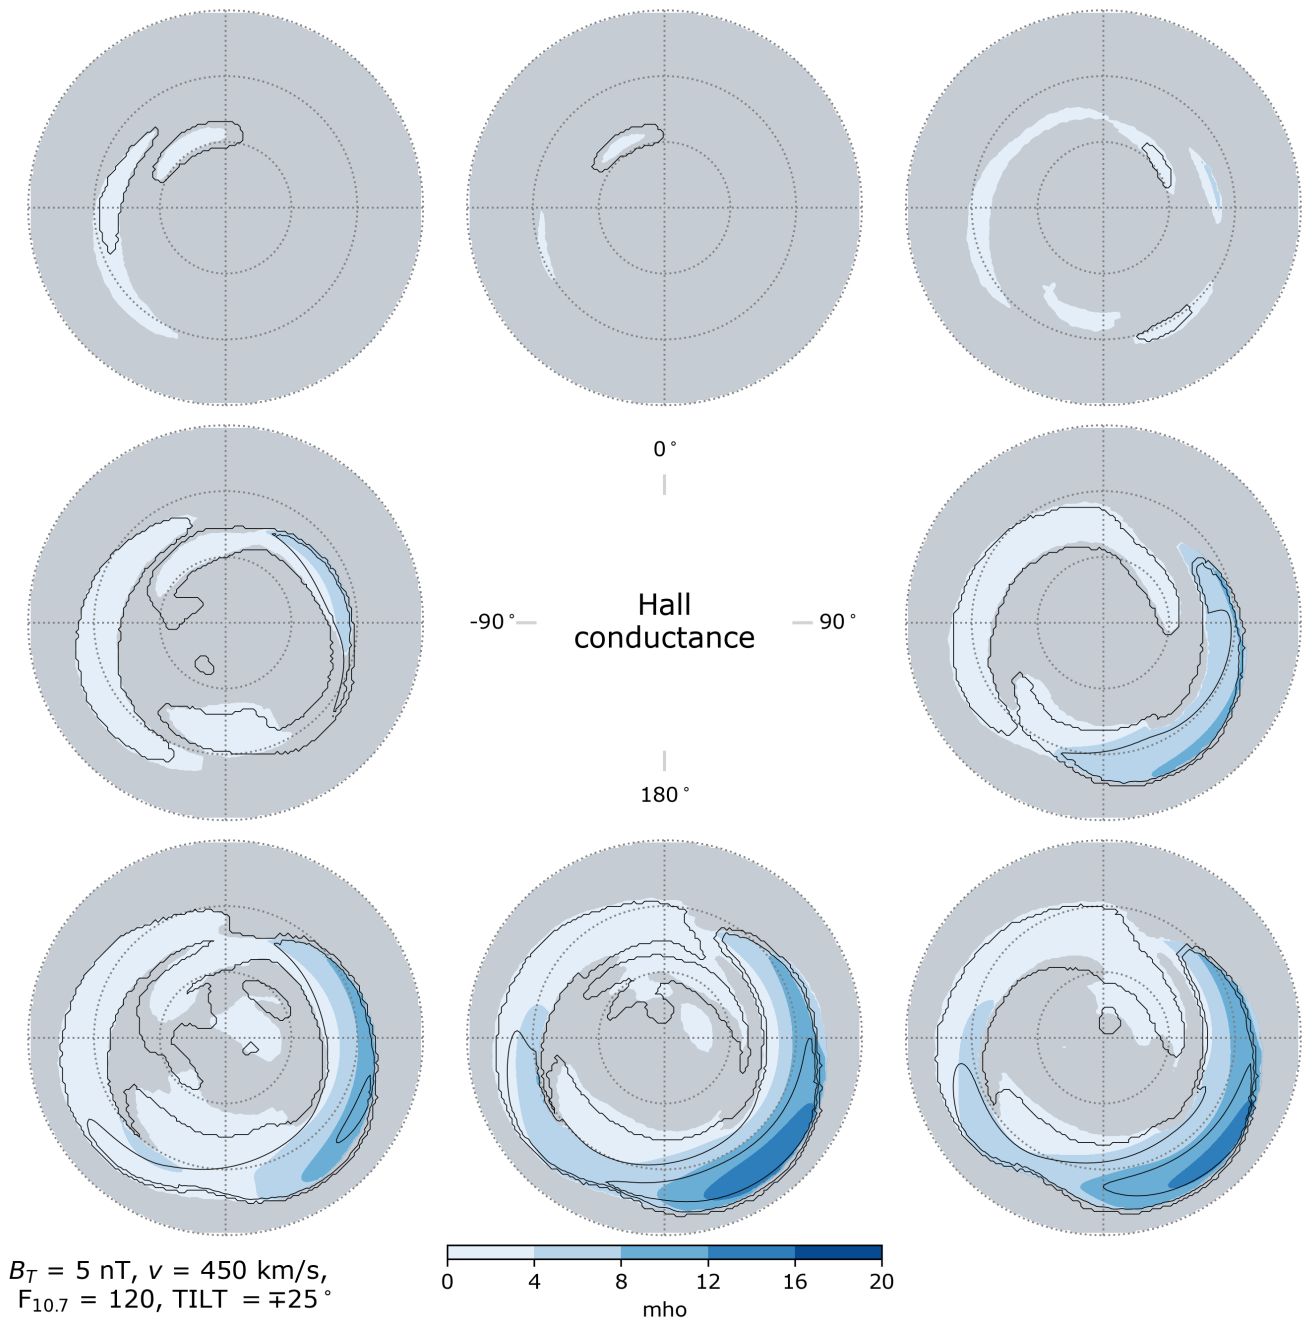 0°
-90°
Hall
conductance
90°
180°
B_T = 5 nT, v = 450 km/s,
F_10.7 = 120, TILT = ∓25°
0 4 8 12 16 20
mho